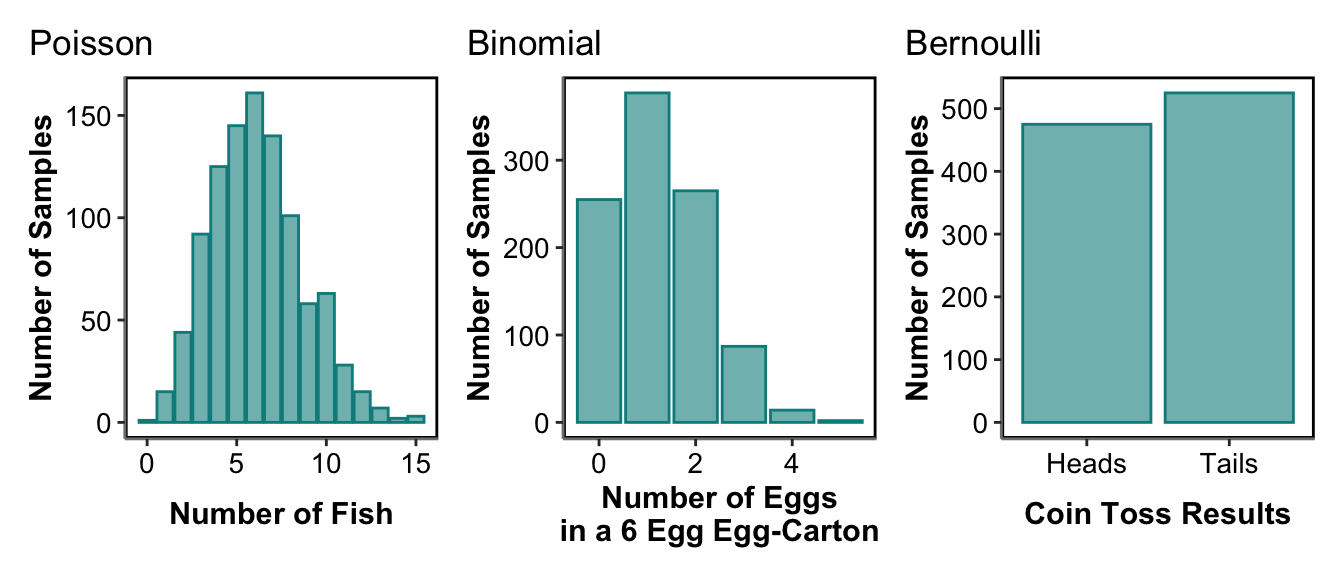 Poisson
Number of Samples
150
100
50
0
0 5 10 15
Number of Fish
Binomial
Number of Samples
300
200
100
0
0 2 4
Number of Eggs
in a 6 Egg Egg-Carton
Bernoulli
Number of Samples
500
400
300
200
100
0
Heads Tails
Coin Toss Results